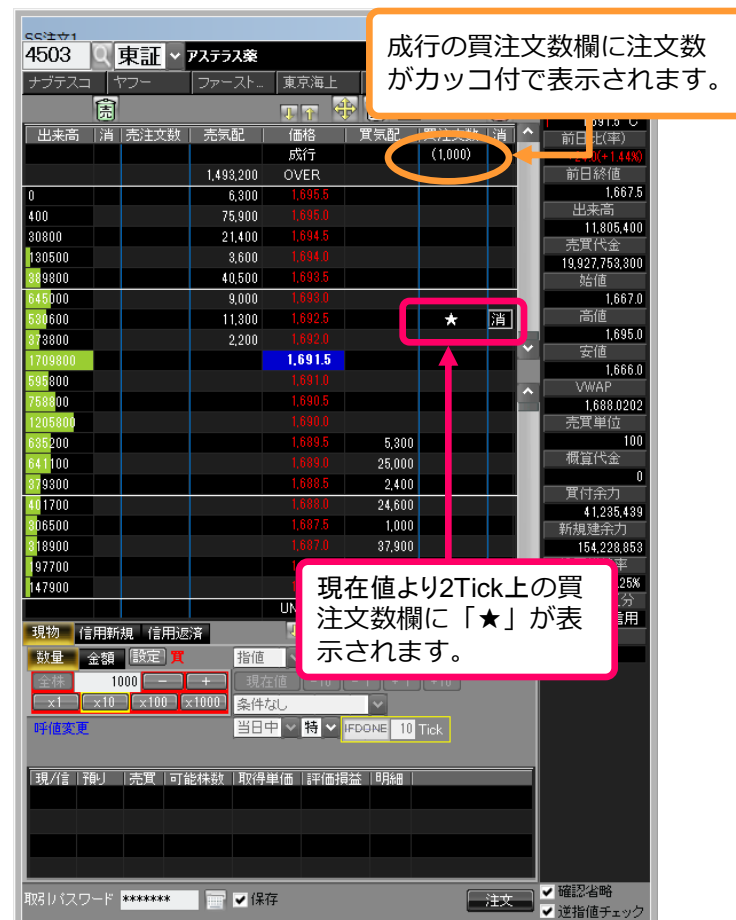 SS注文1
4503 東証 アステラス薬
成行の買注文数欄に注文数
がカッコ付で表示されます。
ナブテスコ ヤフー ファースト... 東京海上
売
出来高 消 売注文数 売気配 価格 買気配 買注文数 消
成行 (1,000)
1,493,200 OVER
0 6,300 1,695.5
400 75,900 1,695.0
30800 21,400 1,694.5
130500 3,600 1,694.0
389800 40,500 1,693.5
645000 9,000 1,693.0
530600 11,300 1,692.5 ★ 消
373800 2,200 1,692.0
1709800 1,691.5
595800 1,691.0
758800 1,690.5
1205800 1,690.0
635200 1,689.5 5,300
641100 1,689.0 25,000
379300 1,688.5 2,400
401700 1,688.0 24,600
306500 1,687.5 1,000
318900 1,687.0 37,900
197700
147900
UN
現在値より2Tick上の買
注文数欄に「★」が表
示されます。
前日比(率)
(+1.44%)
前日終値
1,667.5
出来高
11,805,400
売買代金
19,927,753,300
始値
1,667.0
高値
1,695.0
安値
1,666.0
VWAP
1,688.0202
売買単位
100
概算代金
0
買付余力
41,235,439
新規建余力
154,228,853
率
25%
分
信用
現物 信用新規 信用返済
数量 金額 設定 買 指値
全株 1000 － ＋ 現在値 -10 -1 +1 +10
x1 x10 x100 x1000 条件なし
呼値変更 当日中 特 IFDONE 10 Tick
現/信 預り 売買 可能株数 取得単価 評価損益 明細
取引パスワード ******* 保存 注文
確認省略
逆指値チェック